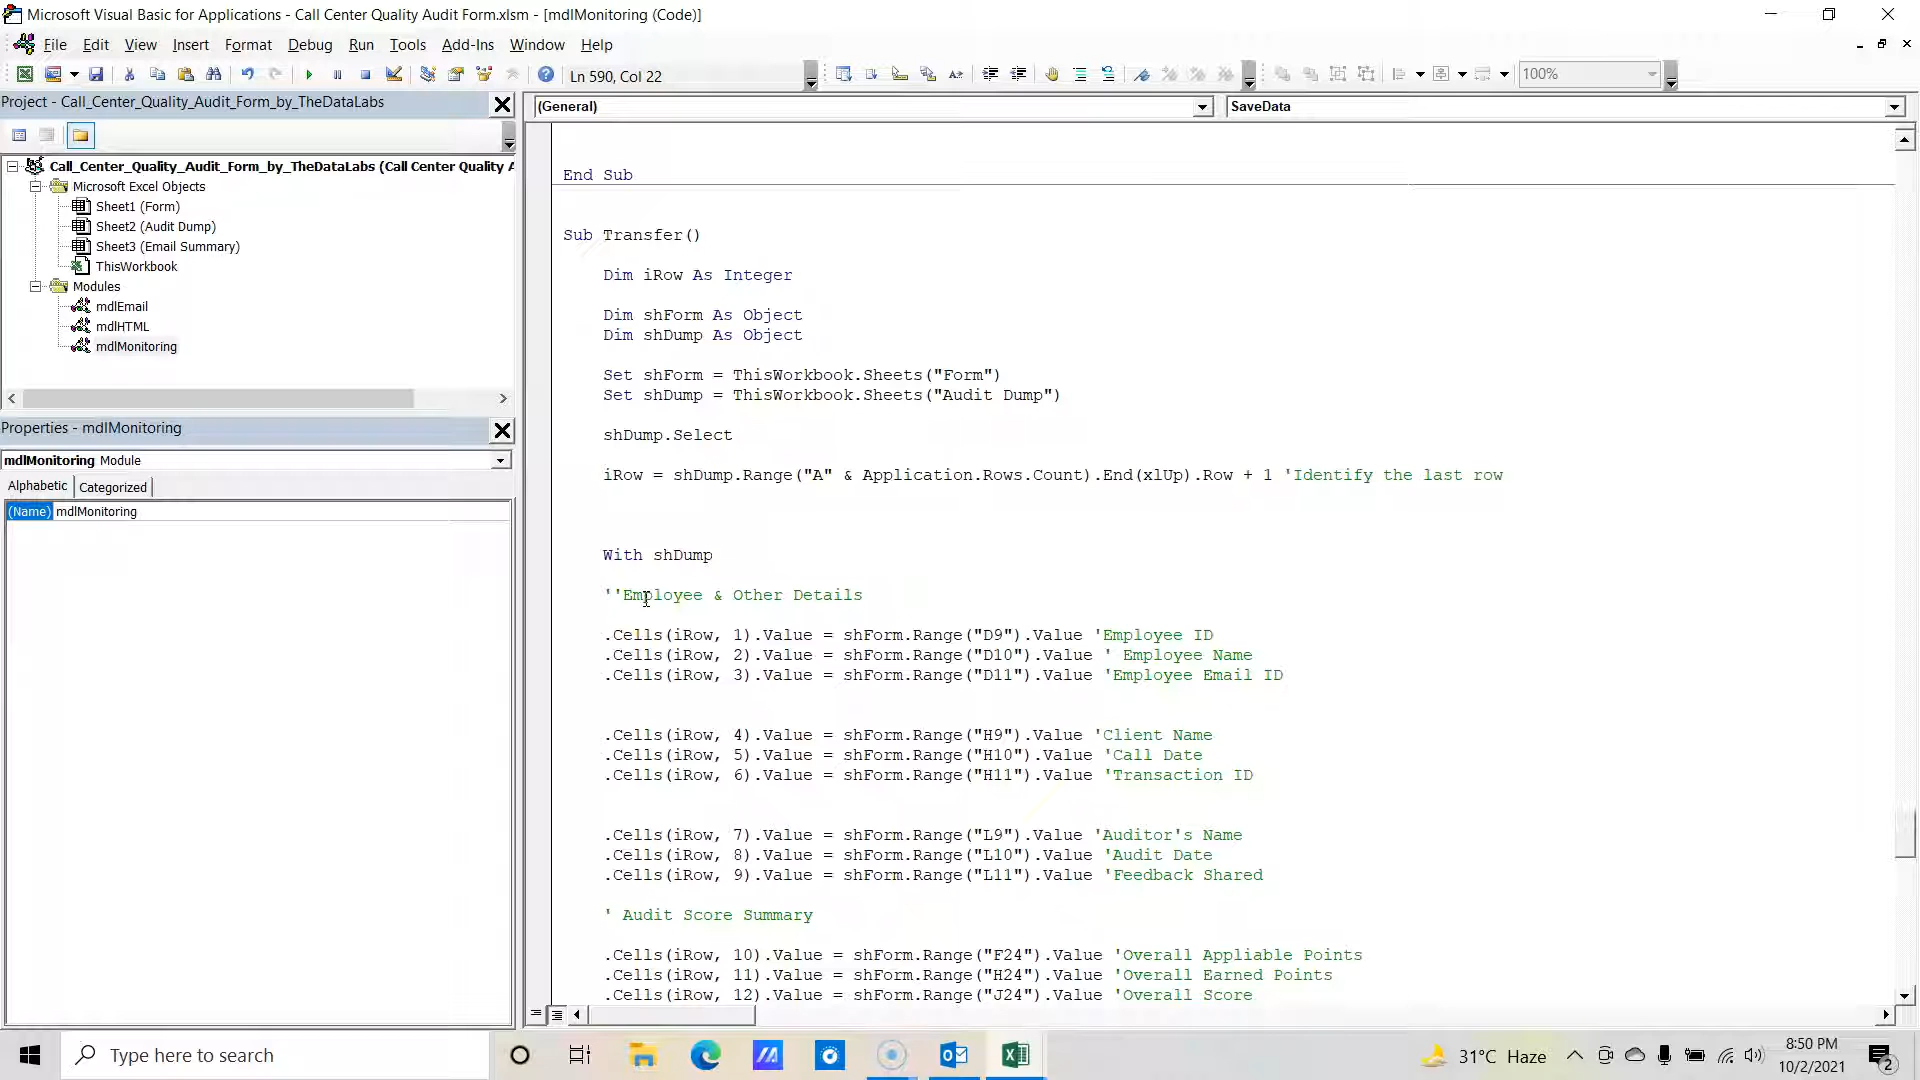 Microsoft Visual Basic for Applications - Call Center Quality Audit Form.xlsm - [mdlMonitoring (Code)]
File Edit View Insert Format Debug Run Tools Add-Ins Window Help
Ln 590, Col 22
100%
Project - Call_Center_Quality_Audit_Form_by_TheDataLabs
(General)
SaveData
Call_Center_Quality_Audit_Form_by_TheDataLabs (Call Center Quality A
Microsoft Excel Objects
Sheet1 (Form)
Sheet2 (Audit Dump)
Sheet3 (Email Summary)
ThisWorkbook
Modules
mdlEmail
mdlHTML
mdlMonitoring
Properties - mdlMonitoring
mdlMonitoring Module
Alphabetic Categorized
(Name) mdlMonitoring
End Sub
Sub Transfer()
Dim iRow As Integer
Dim shForm As Object
Dim shDump As Object
Set shForm = ThisWorkbook.Sheets("Form")
Set shDump = ThisWorkbook.Sheets("Audit Dump")
shDump.Select
iRow = shDump.Range("A" & Application.Rows.Count).End(xlUp).Row + 1 'Identify the last row
With shDump
''Employee & Other Details
.Cells(iRow, 1).Value = shForm.Range("D9").Value 'Employee ID
.Cells(iRow, 2).Value = shForm.Range("D10").Value ' Employee Name
.Cells(iRow, 3).Value = shForm.Range("D11").Value 'Employee Email ID
.Cells(iRow, 4).Value = shForm.Range("H9").Value 'Client Name
.Cells(iRow, 5).Value = shForm.Range("H10").Value 'Call Date
.Cells(iRow, 6).Value = shForm.Range("H11").Value 'Transaction ID
.Cells(iRow, 7).Value = shForm.Range("L9").Value 'Auditor's Name
.Cells(iRow, 8).Value = shForm.Range("L10").Value 'Audit Date
.Cells(iRow, 9).Value = shForm.Range("L11").Value 'Feedback Shared
' Audit Score Summary
.Cells(iRow, 10).Value = shForm.Range("F24").Value 'Overall Appliable Points
.Cells(iRow, 11).Value = shForm.Range("H24").Value 'Overall Earned Points
.Cells(iRow, 12).Value = shForm.Range("J24").Value 'Overall Score
Type here to search
31°C Haze
8:50 PM
10/2/2021
2